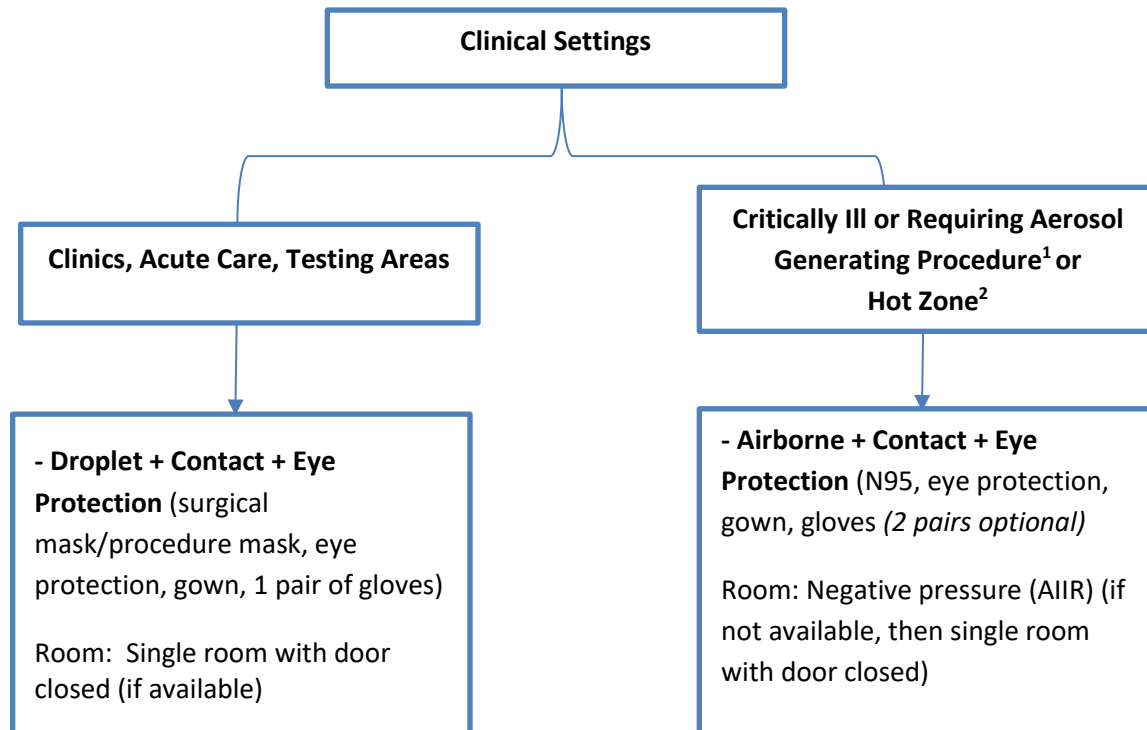 Clinical Settings
Clinics, Acute Care, Testing Areas
Critically Ill or Requiring Aerosol
Generating Procedure1 or
Hot Zone2
- Droplet + Contact + Eye
Protection (surgical
mask/procedure mask, eye
protection, gown, 1 pair of gloves)
Room: Single room with door
closed (if available)
- Airborne + Contact + Eye
Protection (N95, eye protection,
gown, gloves (2 pairs optional)
Room: Negative pressure (AIIR) (if
not available, then single room
with door closed)